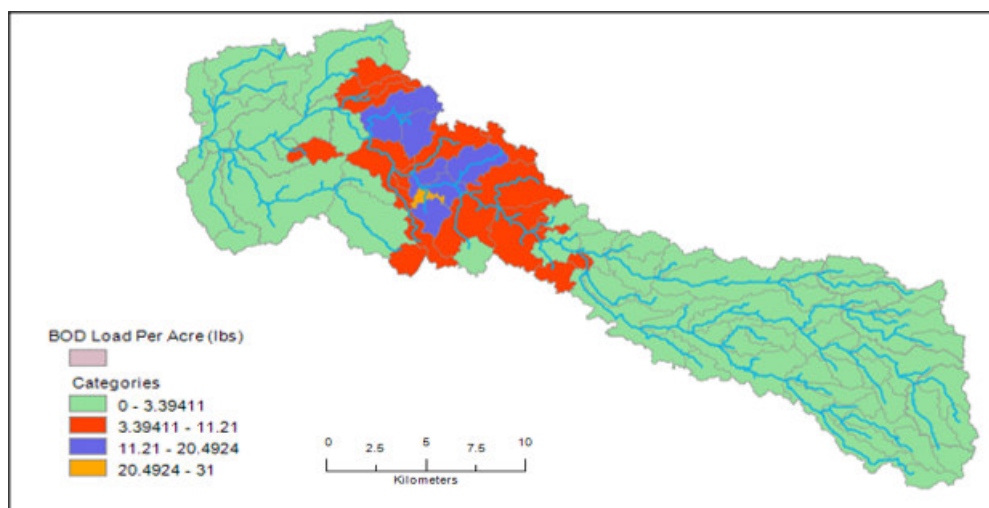 BOD Load Per Acre (lbs)
Categories
0 - 3.39411
3.39411 - 11.21
11.21 - 20.4924
20.4924 - 31
0 2.5 5 7.5 10
Kilometers